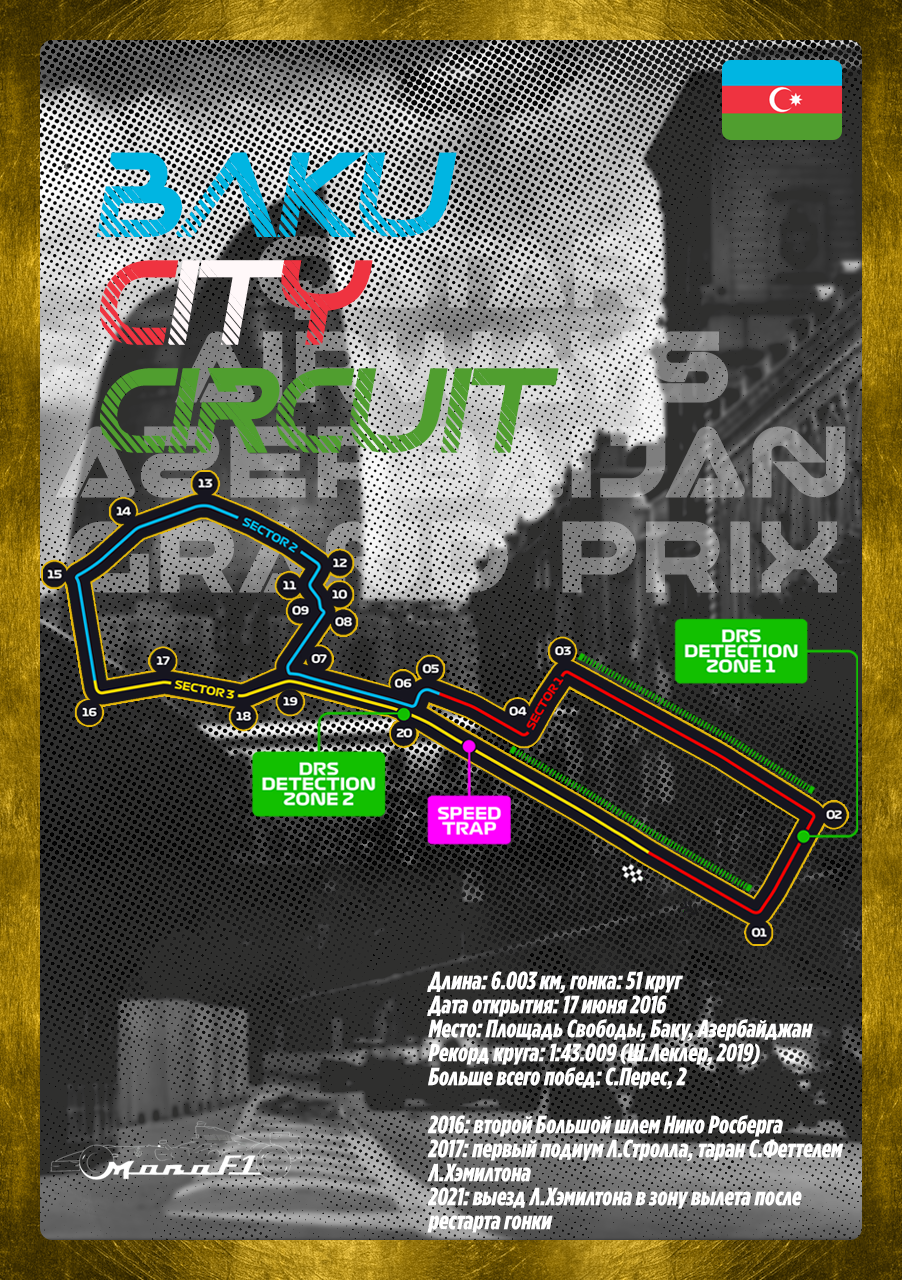 BAKU
CITY
CIRCUIT
AZERBAIJAN
GRAND PRIX
13
14
SECTOR 2
12
15
11
10
09
08
03
DRS
DETECTION
ZONE 1
17
07
05
06
SECTOR 3
SECTOR 1
04
16
18
19
20
DRS
DETECTION
ZONE 2
SPEED
TRAP
02
01
Длина: 6.003 км, гонка: 51 круг
Дата открытия: 17 июня 2016
Место: Площадь Свободы, Баку, Азербайджан
Рекорд круга: 1:43.009 (Ш.Леклер, 2019)
Больше всего побед: С.Перес, 2
2016: второй Большой шлем Нико Росберга
2017: первый подиум Л.Стролла, таран С.Феттелем
Л.Хэмилтона
2021: выезд Л.Хэмилтона в зону вылета после
рестарта гонки
МапаF1